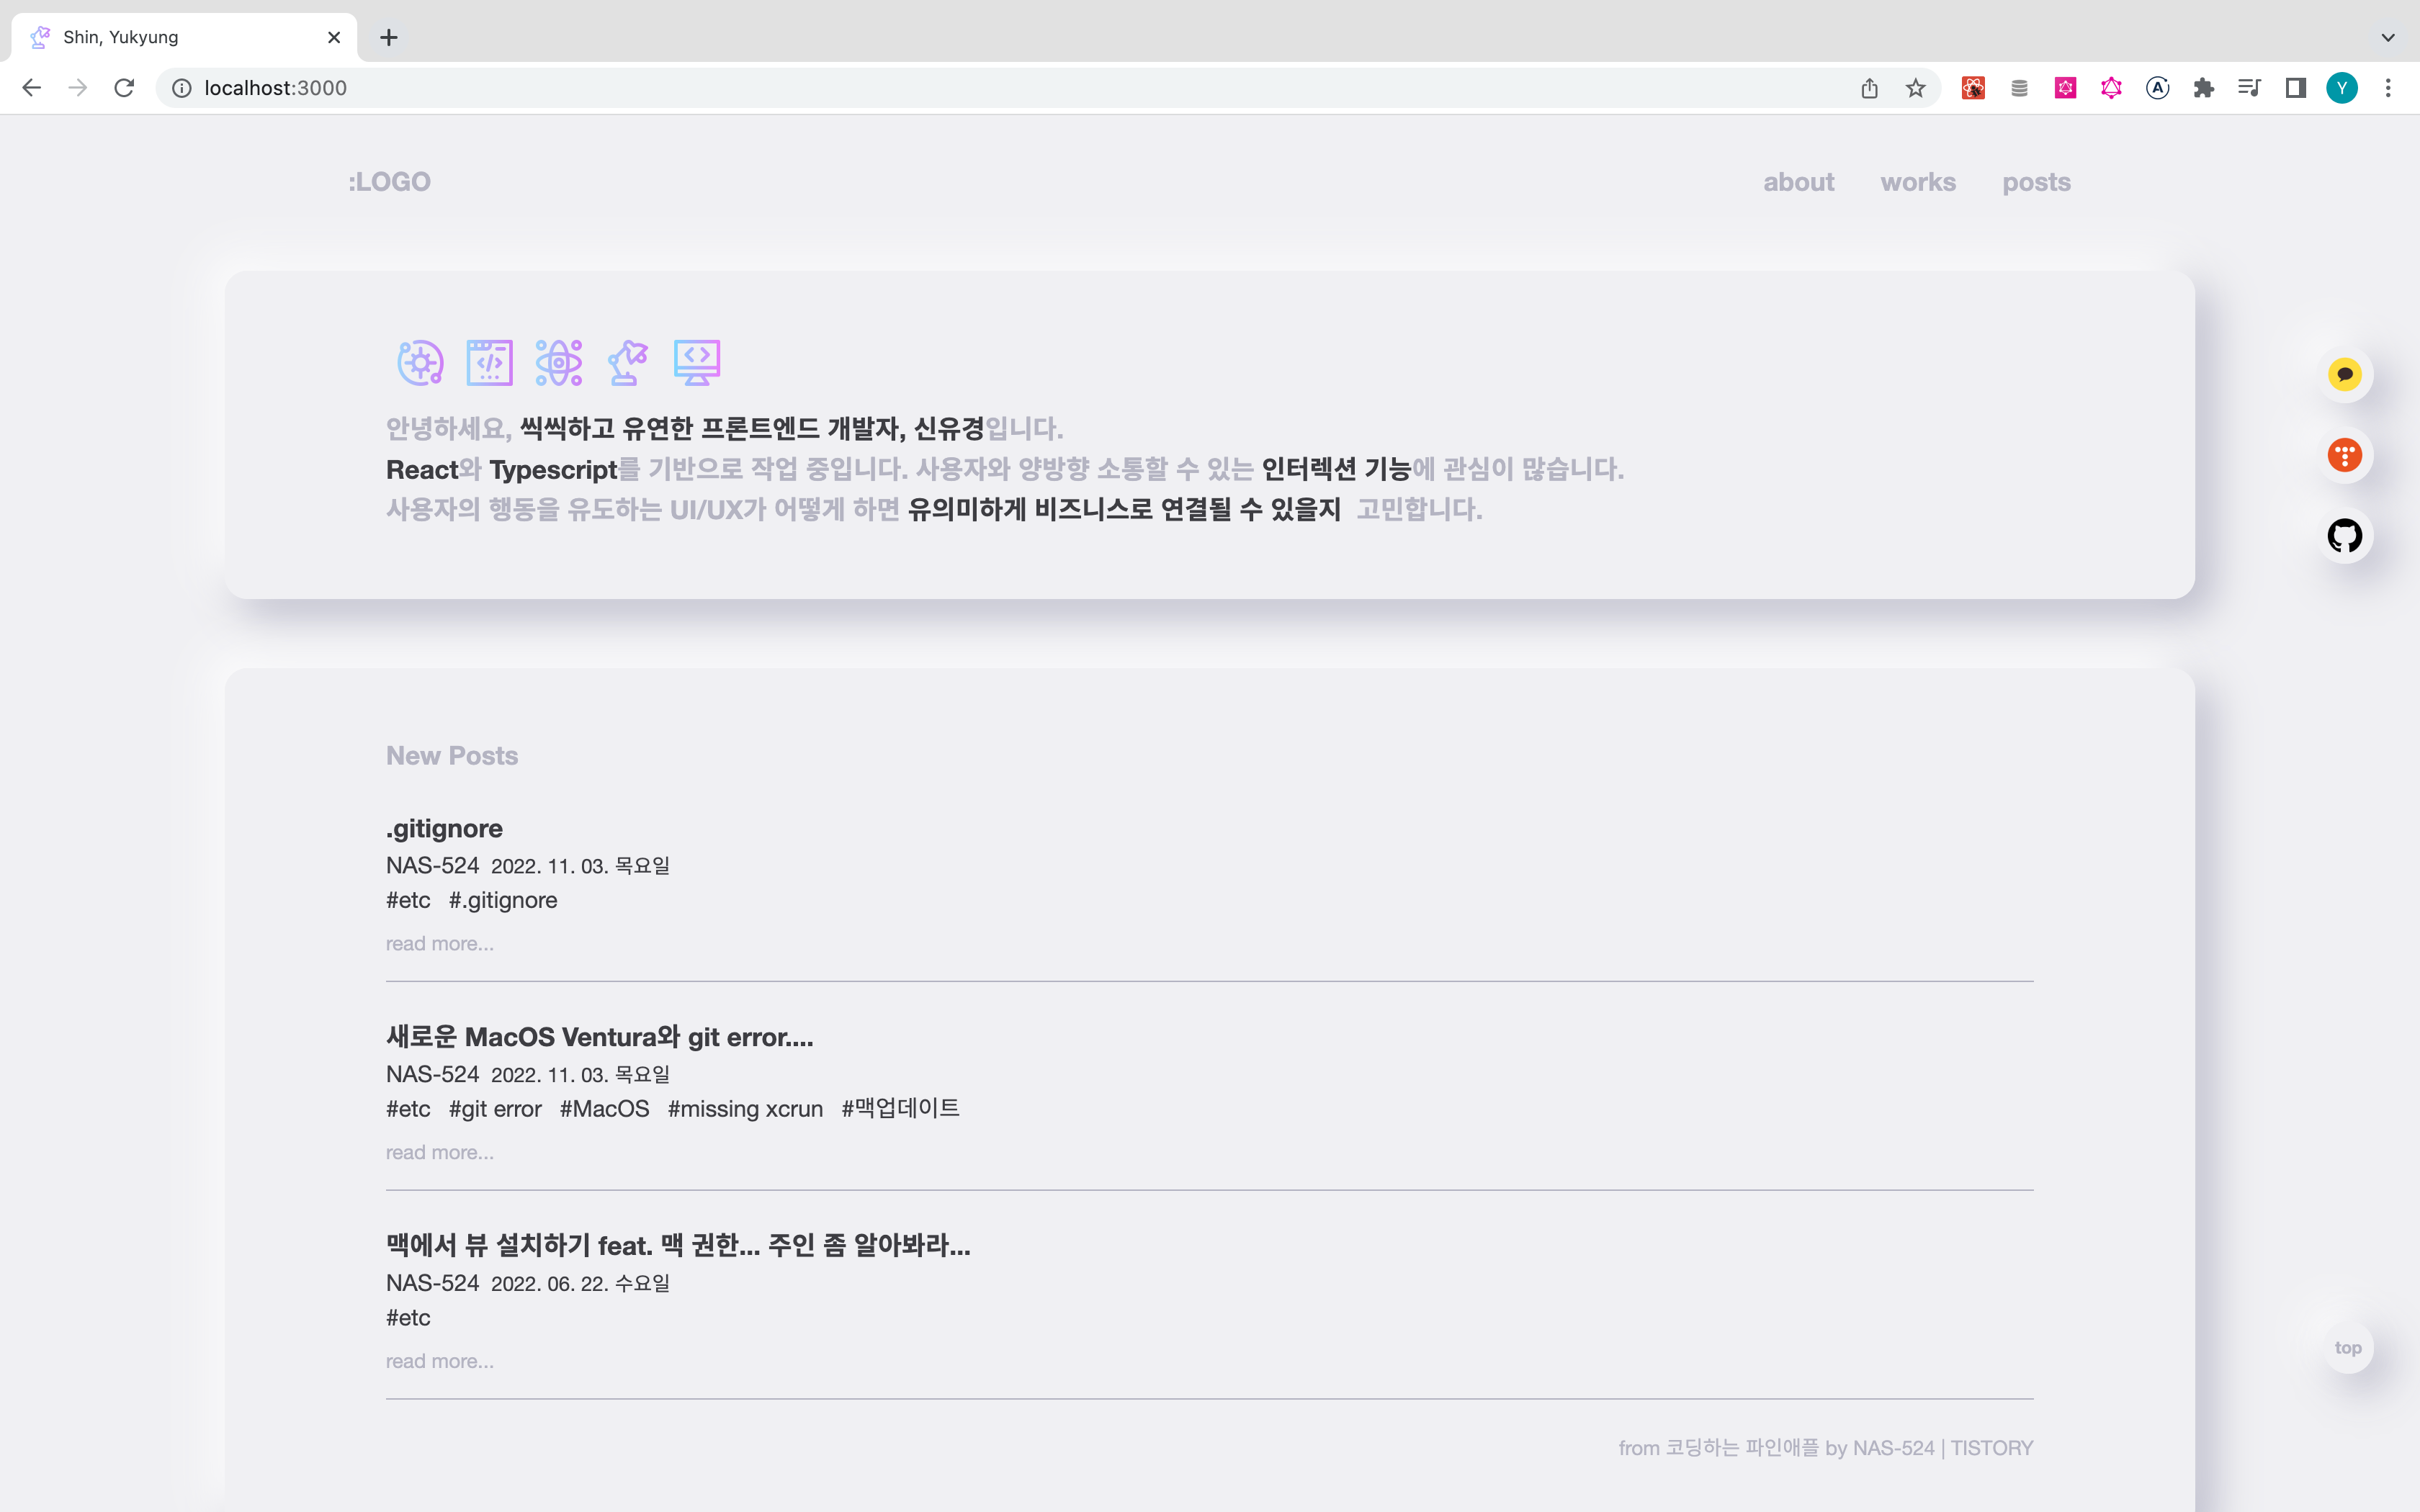 Shin, Yukyung
localhost:3000
A
Y
:LOGO
about works posts
안녕하세요, 씩씩하고 유연한 프론트엔드 개발자, 신유경입니다.
React와 Typescript를 기반으로 작업 중입니다. 사용자와 양방향 소통할 수 있는 인터렉션 기능에 관심이 많습니다.
사용자의 행동을 유도하는 UI/UX가 어떻게 하면 유의미하게 비즈니스로 연결될 수 있을지 고민합니다.
New Posts
.gitignore
NAS-524 2022. 11. 03. 목요일
#etc #.gitignore
read more...
새로운 MacOS Ventura와 git error....
NAS-524 2022. 11. 03. 목요일
#etc #git error #MacOS #missing xcrun #맥업데이트
read more...
맥에서 뷰 설치하기 feat. 맥 권한... 주인 좀 알아봐라...
NAS-524 2022. 06. 22. 수요일
#etc
read more...
top
from 코딩하는 파인애플 by NAS-524 | TISTORY